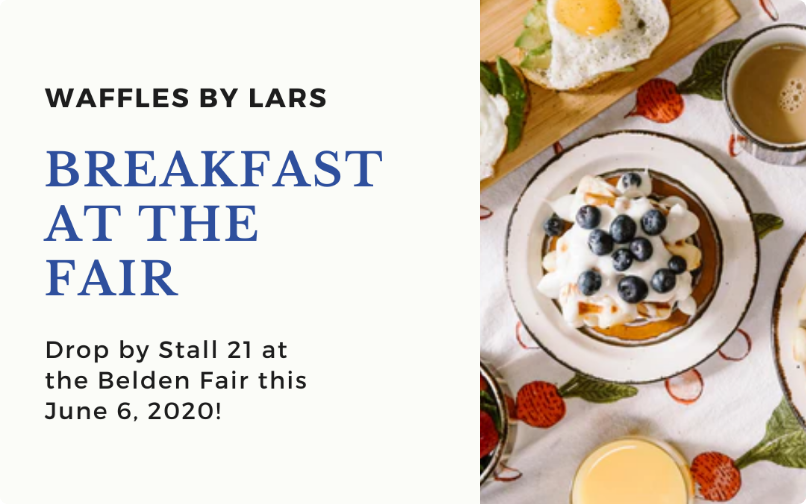 WAFFLES BY LARS
BREAKFAST
AT THE
FAIR
Drop by Stall 21 at
the Belden Fair this
June 6, 2020!